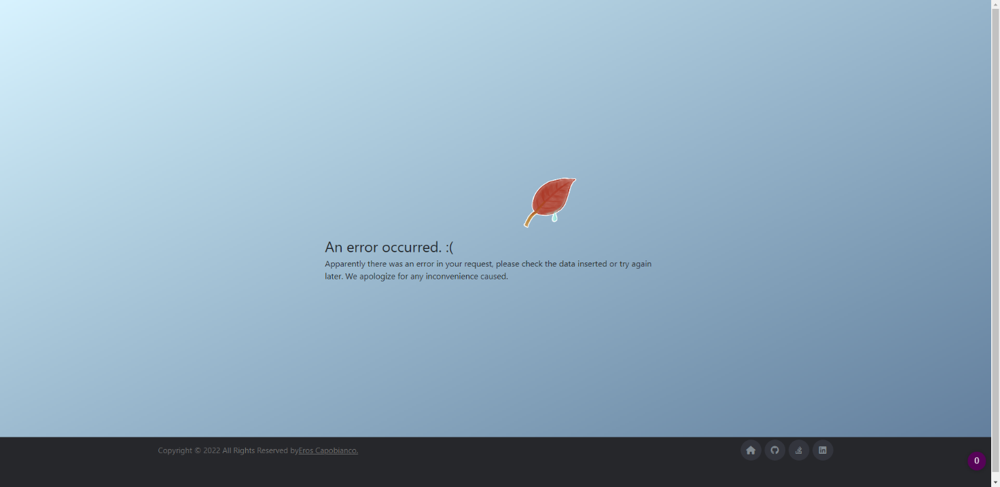 An error occurred. :(
Apparently there was an error in your request, please check the data inserted or try again
later. We apologize for any inconvenience caused.
Copyright © 2022 All Rights Reserved byEros Capobianco.
0